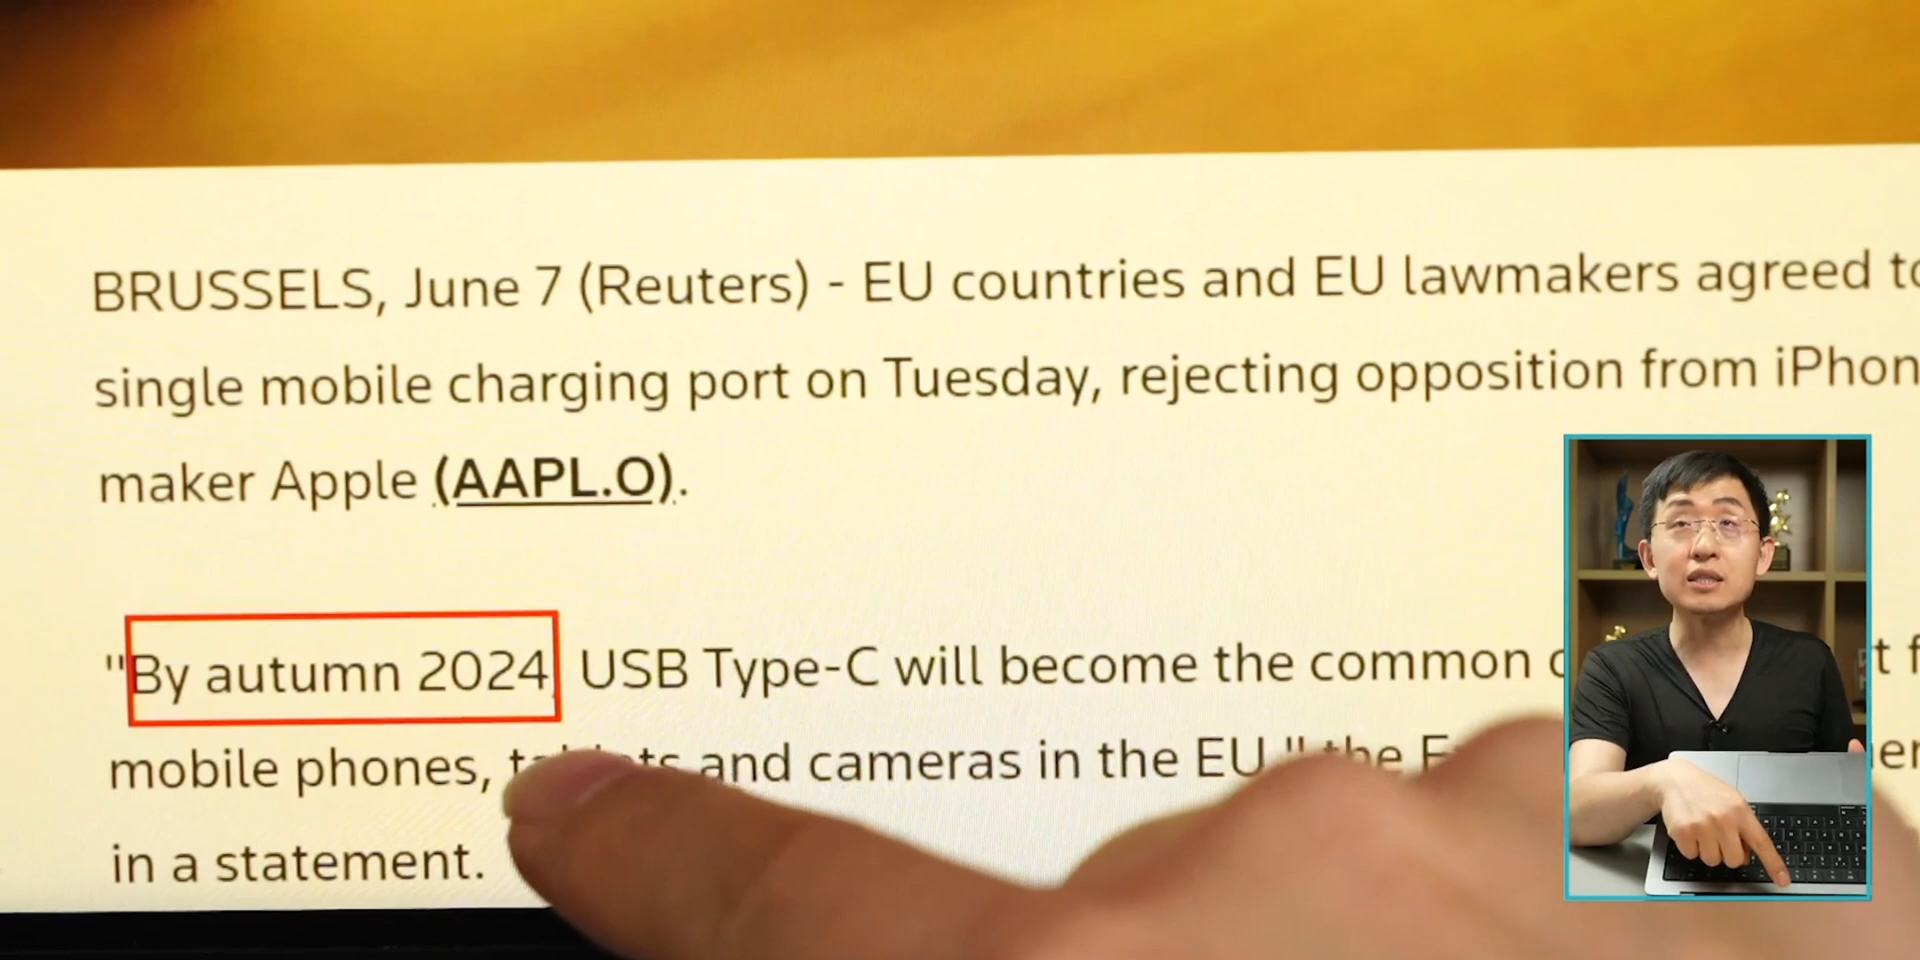 BRUSSELS, June 7 (Reuters) - EU countries and EU lawmakers agreed to
single mobile charging port on Tuesday, rejecting opposition from iPhon
maker Apple (AAPL.O).
"By autumn 2024, USB Type-C will become the common
mobile phones, and cameras in the EU," the
in a statement.